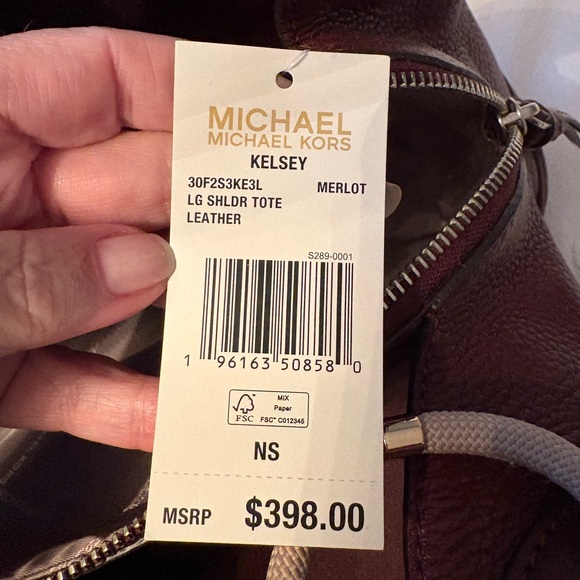 MICHAEL
MICHAEL KORS
KELSEY
30F2S3KE3L MERLOT
LG SHLDR TOTE
LEATHER
S289-0001
1 96163 50858 0
MIX
Paper
FSC
FSC® C012345
NS
MSRP $398.00